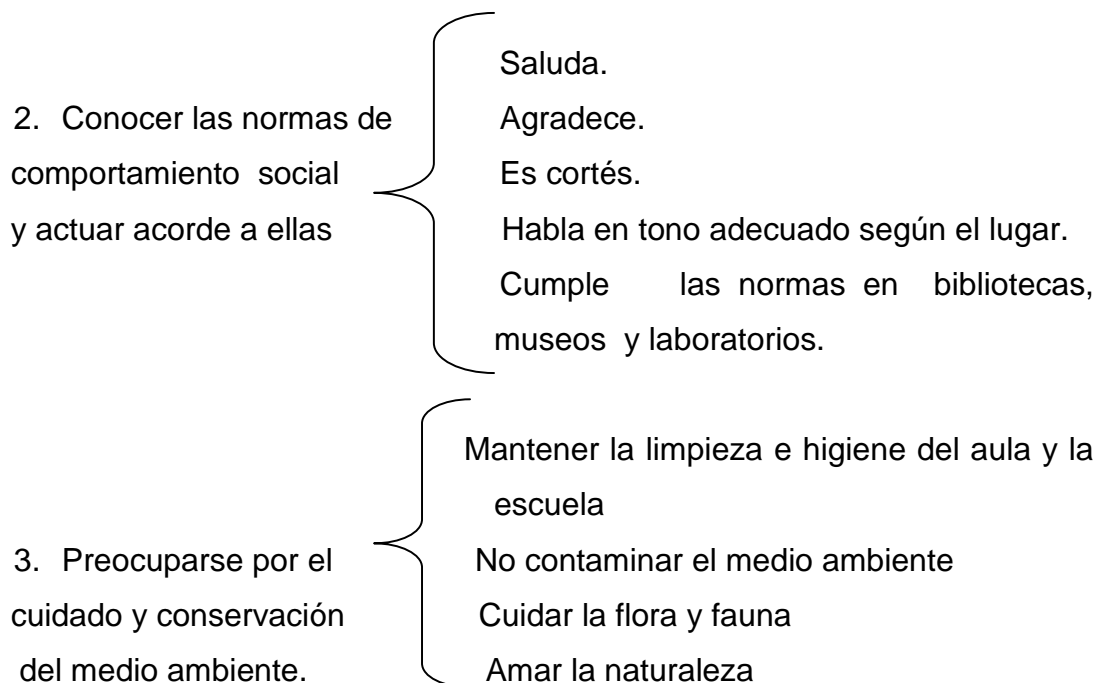 Saluda.
2. Conocer las normas de
Agradece.
comportamiento social
Es cortés.
y actuar acorde a ellas
Habla en tono adecuado según el lugar.
Cumple las normas en bibliotecas,
museos y laboratorios.
Mantener la limpieza e higiene del aula y la
escuela
3. Preocuparse por el
No contaminar el medio ambiente
cuidado y conservación
Cuidar la flora y fauna
del medio ambiente.
Amar la naturaleza